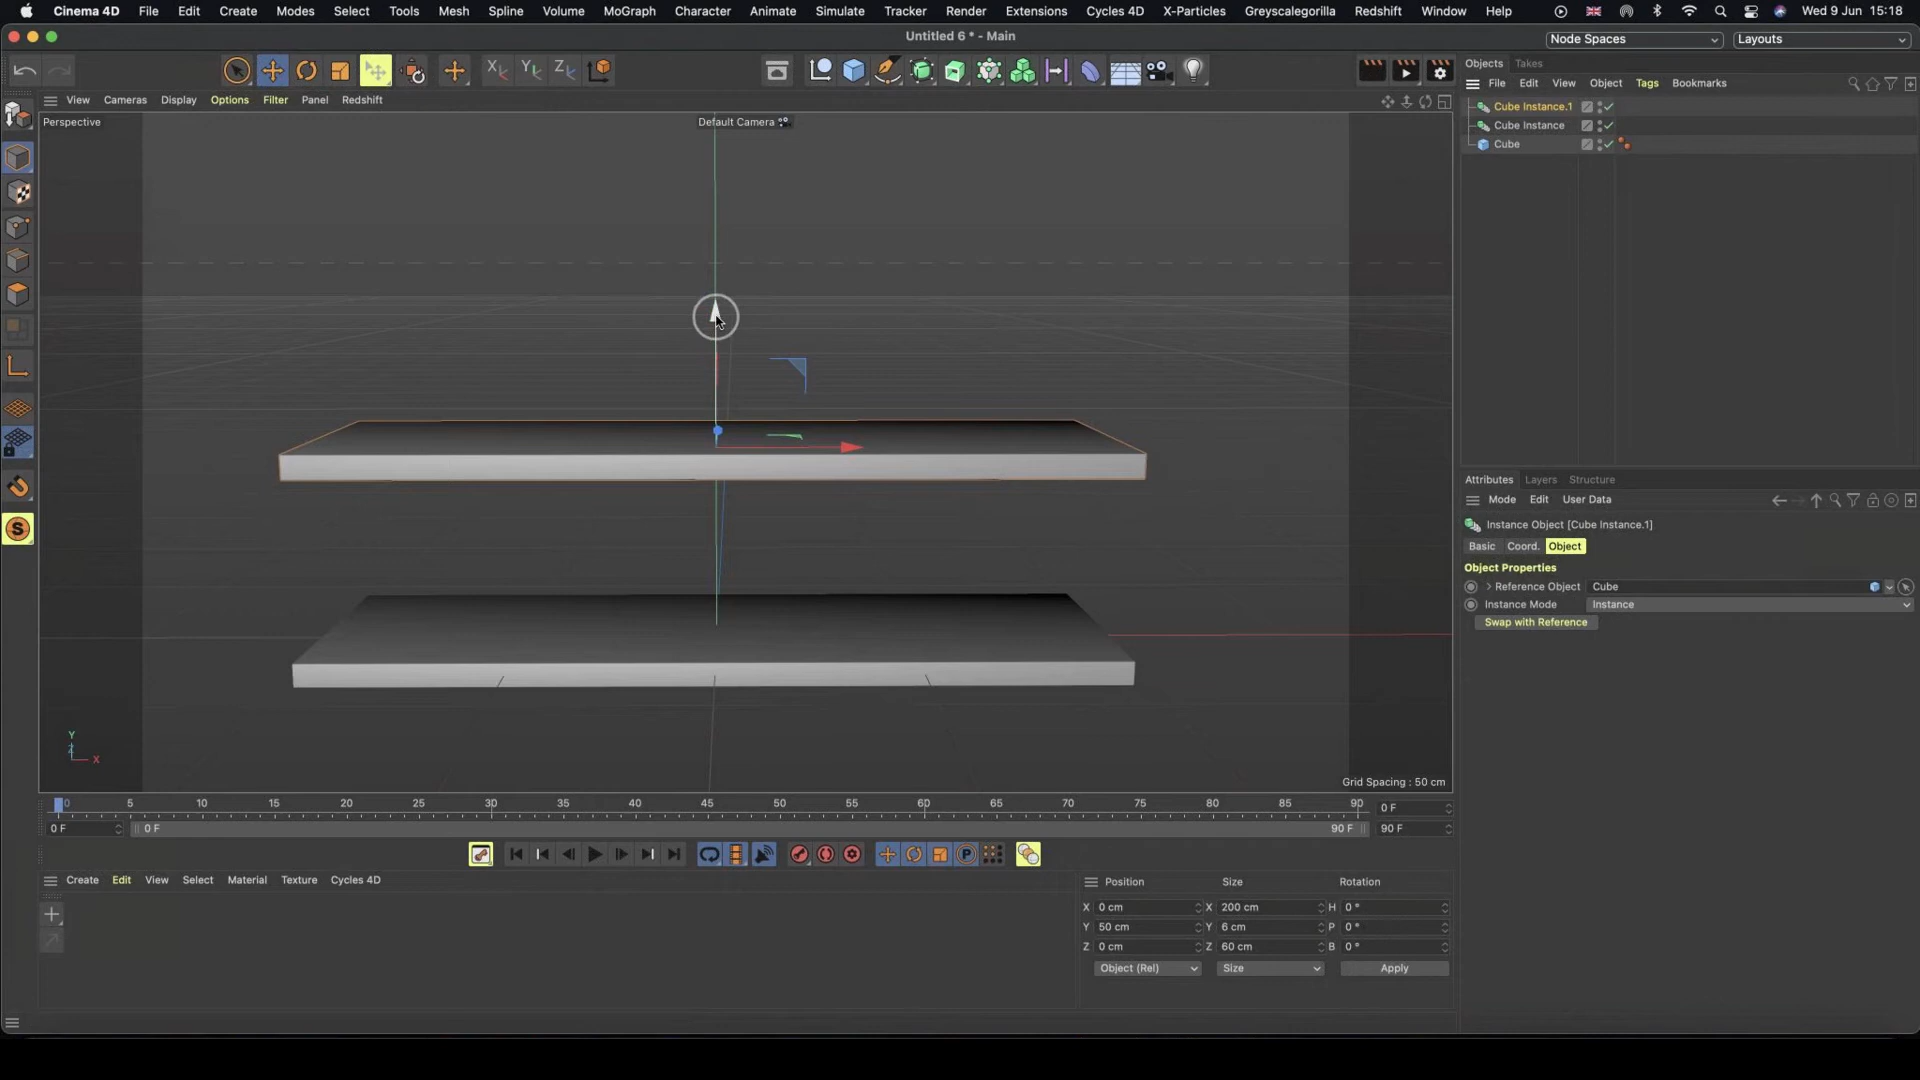 Cinema 4D File Edit Create Modes Select Tools Mesh Spline Volume MoGraph Character Animate Simulate Tracker Render Extensions Cycles 4D X-Particles Greyscalegorilla Redshift Window Help Wed 9 Jun 15:18
Untitled 6 * - Main
Node Spaces Layouts
X Y Z
Objects Takes
File Edit View Object Tags Bookmarks
View Cameras Display Options Filter Panel Redshift
Perspective
Default Camera
Cube Instance.1
Cube Instance
Cube
Attributes Layers Structure
Mode Edit User Data
Instance Object [Cube Instance.1]
Basic Coord. Object
Object Properties
Reference Object Cube
Instance Mode Instance
Swap with Reference
S
Y
Z
X
Grid Spacing : 50 cm
0 5 10 15 20 25 30 35 40 45 50 55 60 65 70 75 80 85 90 0 F
0 F 0 F 90 F 90 F
P
Create Edit View Select Material Texture Cycles 4D
Position Size Rotation
X 0 cm X 200 cm H 0 °
Y 50 cm Y 6 cm P 0 °
Z 0 cm Z 60 cm B 0 °
Object (Rel) Size Apply